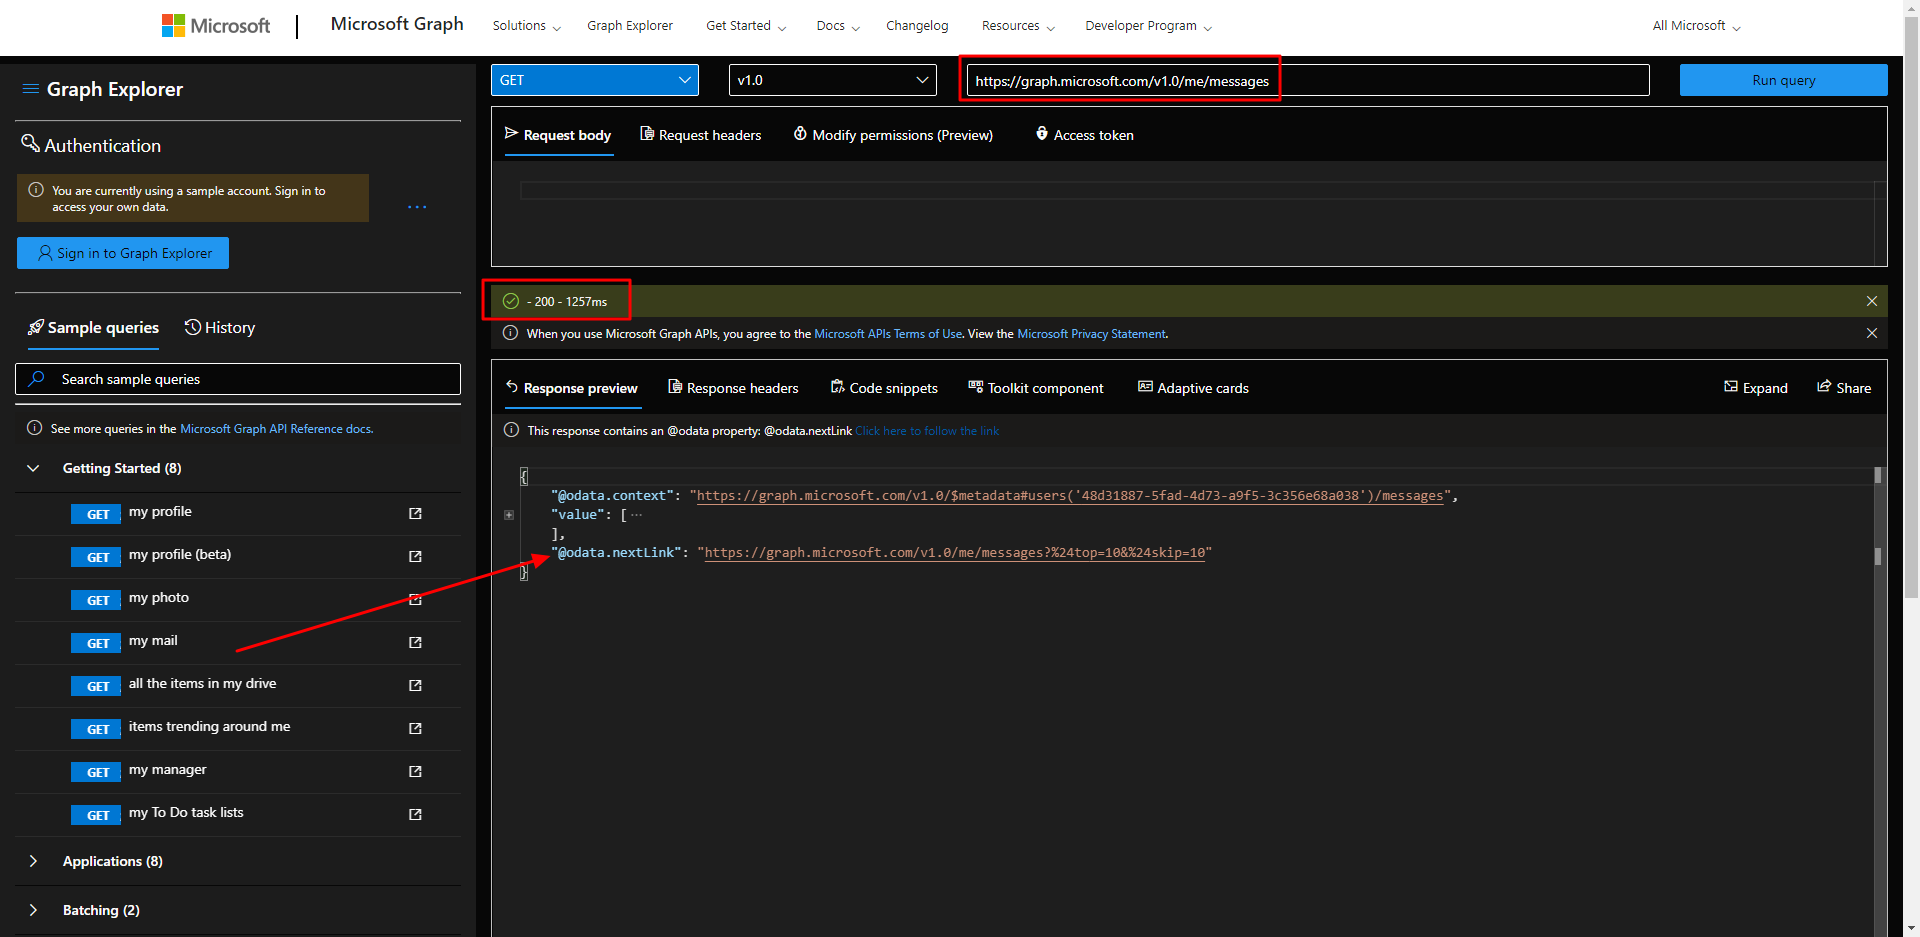 Microsoft | Microsoft Graph Solutions Graph Explorer Get Started Docs Changelog Resources Developer Program All Microsoft
Graph Explorer
Authentication
You are currently using a sample account. Sign in to
access your own data.
...
Sign in to Graph Explorer
Sample queries History
Search sample queries
See more queries in the Microsoft Graph API Reference docs.
Getting Started (8)
GET my profile
GET my profile (beta)
GET my photo
GET my mail
GET all the items in my drive
GET items trending around me
GET my manager
GET my To Do task lists
Applications (8)
Batching (2)
GET v1.0 https://graph.microsoft.com/v1.0/me/messages Run query
Request body Request headers Modify permissions (Preview) Access token
- 200 - 1257ms
When you use Microsoft Graph APIs, you agree to the Microsoft APIs Terms of Use. View the Microsoft Privacy Statement.
Response preview Response headers Code snippets Toolkit component Adaptive cards Expand Share
This response contains an @odata property: @odata.nextLink Click here to follow the link
{
"@odata.context": "https://graph.microsoft.com/v1.0/$metadata#users('48d31887-5fad-4d73-a9f5-3c356e68a038')/messages",
"value": [ ...
],
"@odata.nextLink": "https://graph.microsoft.com/v1.0/me/messages?%24top=10&%24skip=10"
}